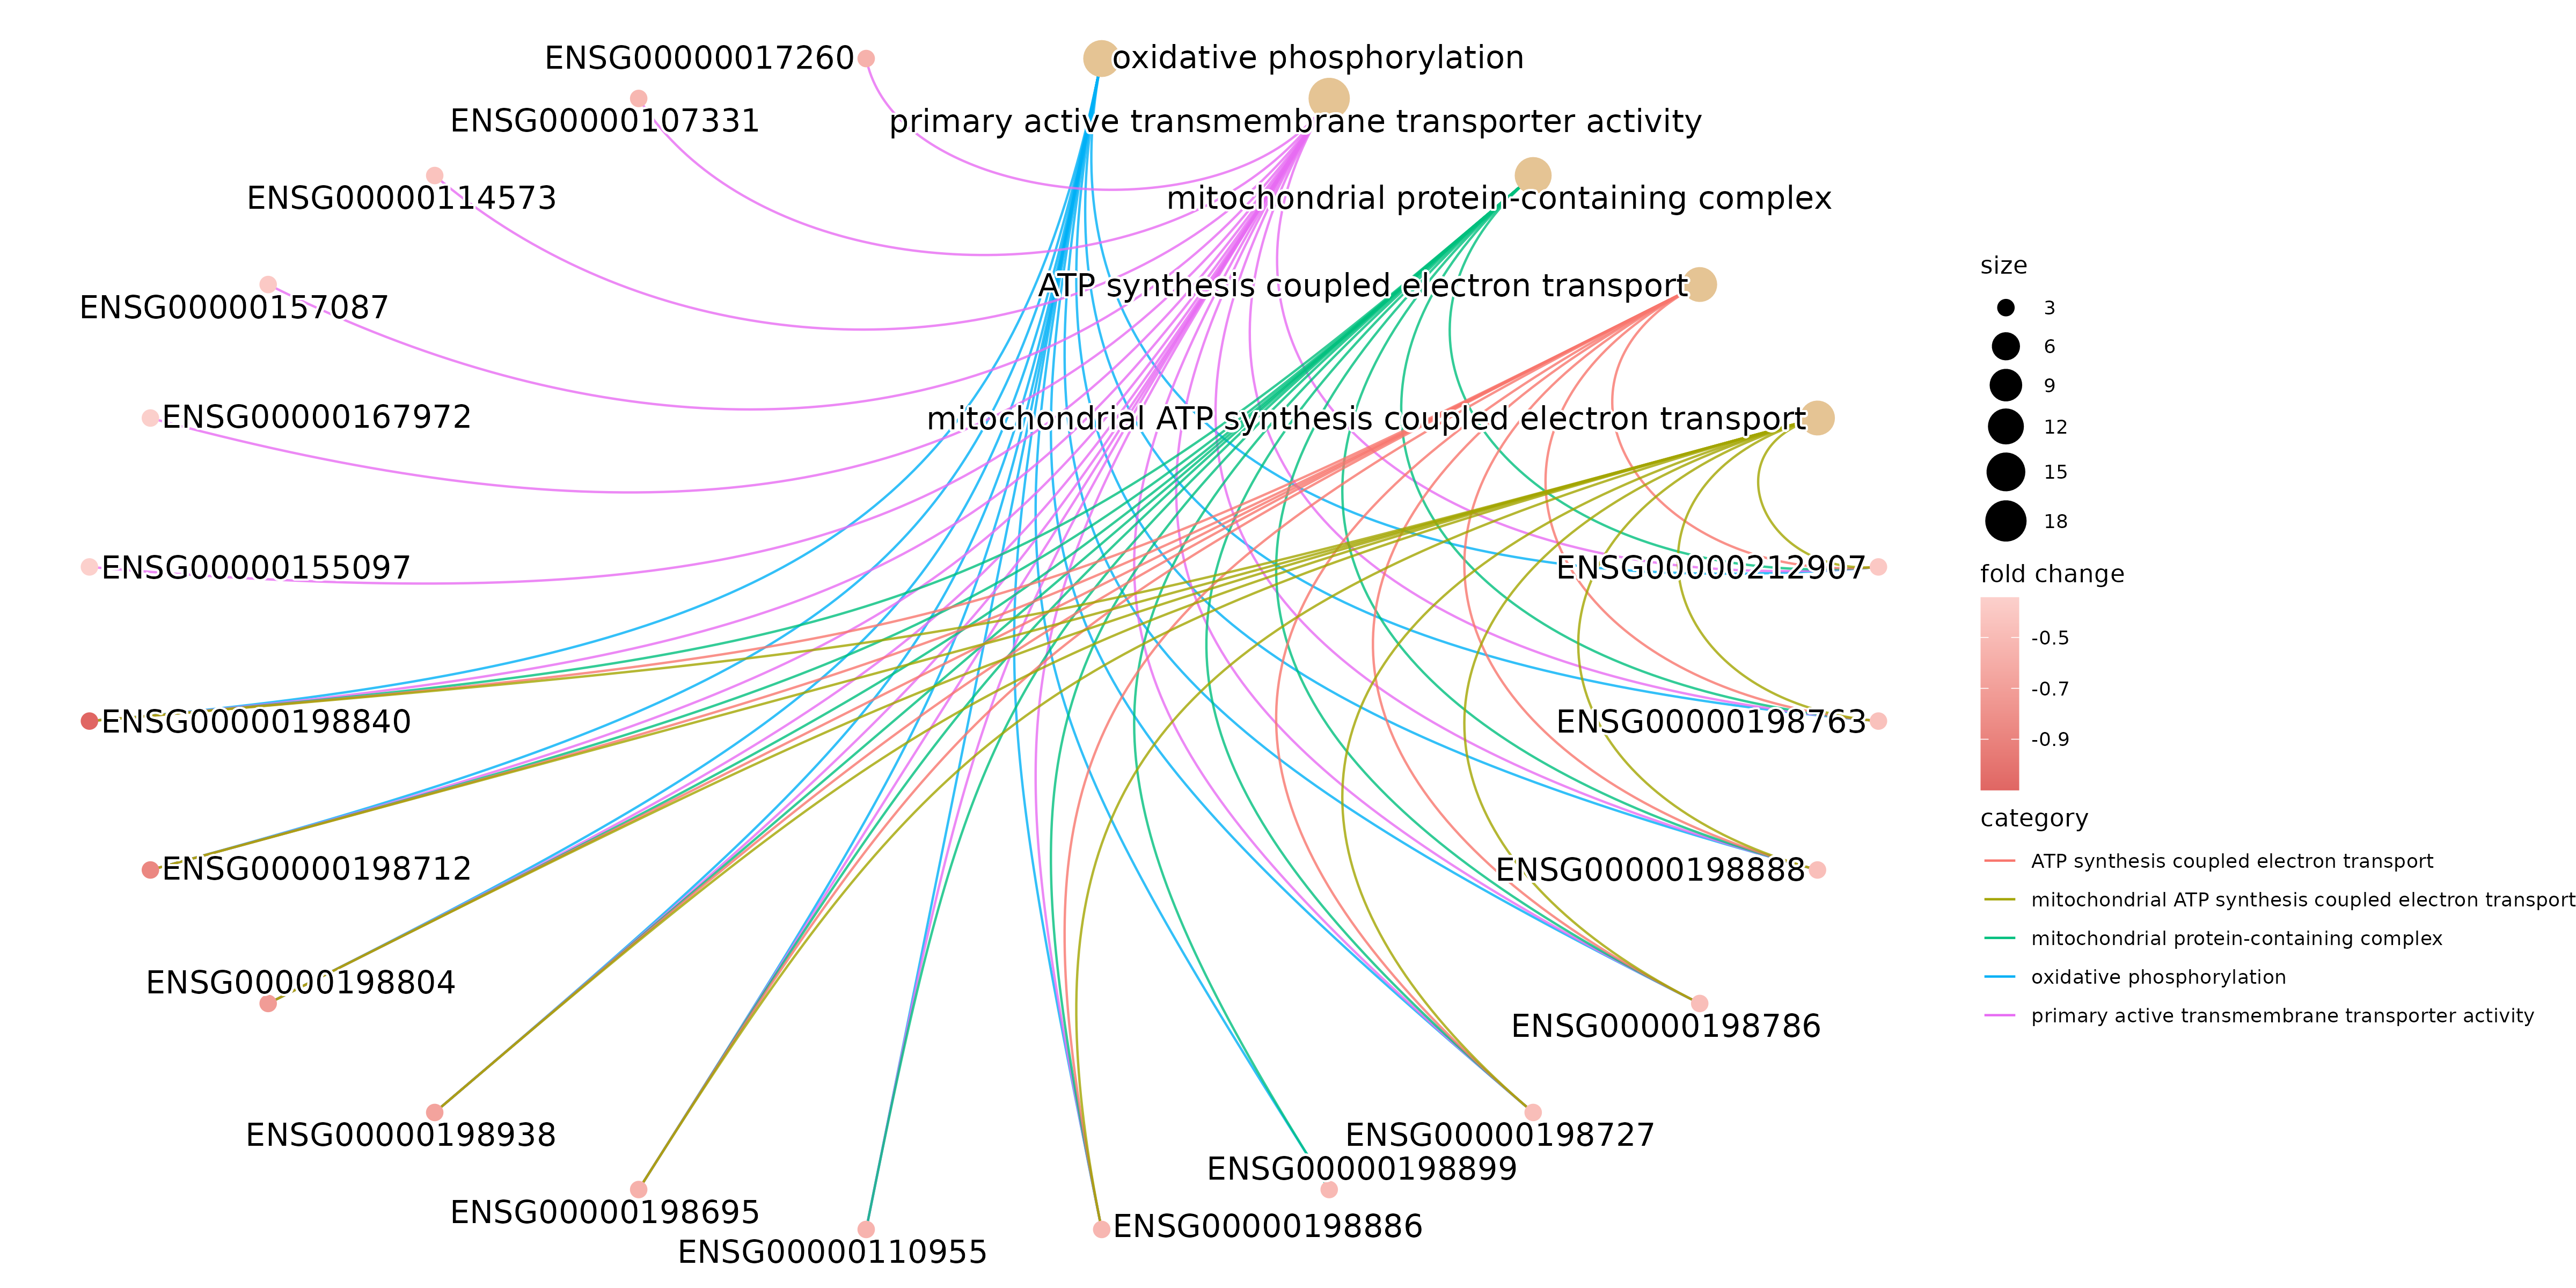 ENSG00000017260
oxidative phosphorylation
ENSG00000107331
primary active transmembrane transporter activity
ENSG00000114573
mitochondrial protein-containing complex
ENSG00000157087
ATP synthesis coupled electron transport
ENSG00000167972
mitochondrial ATP synthesis coupled electron transport
ENSG00000155097
ENSG00000212907
ENSG00000198840
ENSG00000198763
ENSG00000198712
ENSG00000198888
ENSG00000198804
ENSG00000198786
ENSG00000198938
ENSG00000198727
ENSG00000198899
ENSG00000198695
ENSG00000198886
ENSG00000110955
size
3
6
9
12
15
18
fold change
-0.5
-0.7
-0.9
category
ATP synthesis coupled electron transport
mitochondrial ATP synthesis coupled electron transport
mitochondrial protein-containing complex
oxidative phosphorylation
primary active transmembrane transporter activity